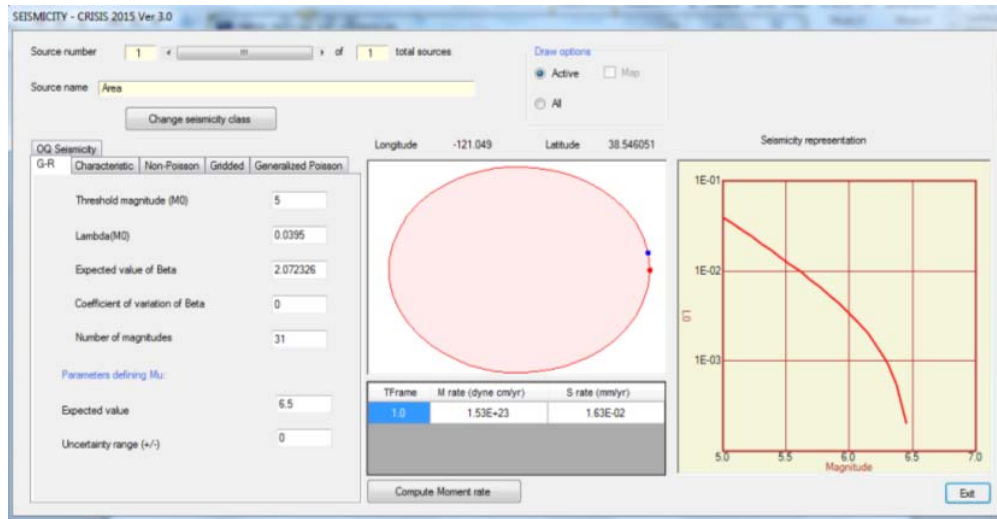 SEISMICITY - CRISIS 2015 Ver 3.0
Source number 1 of 1 total sources
Source name Area
Change seismicity class
Draw options
Active Map
All
OQ Seismicity
G-R Characteristic Non-Poisson Gridded Generalized Poisson
Threshold magnitude (M0) 5
Lambda(M0) 0.0395
Expected value of Beta 2.072326
Coefficient of variation of Beta 0
Number of magnitudes 31
Parameters defining Mu:
Expected value 6.5
Uncertainty range (+/-) 0
Longitude -121.049 Latitude 38.546051
TFrame M rate (dyne cm/yr) S rate (mm/yr)
1.0 1.53E+23 1.63E-02
Compute Moment rate
Seismicity representation
1E-01
1E-02
L0
1E-03
5.0 5.5 6.0 6.5 7.0
Magnitude
Exit